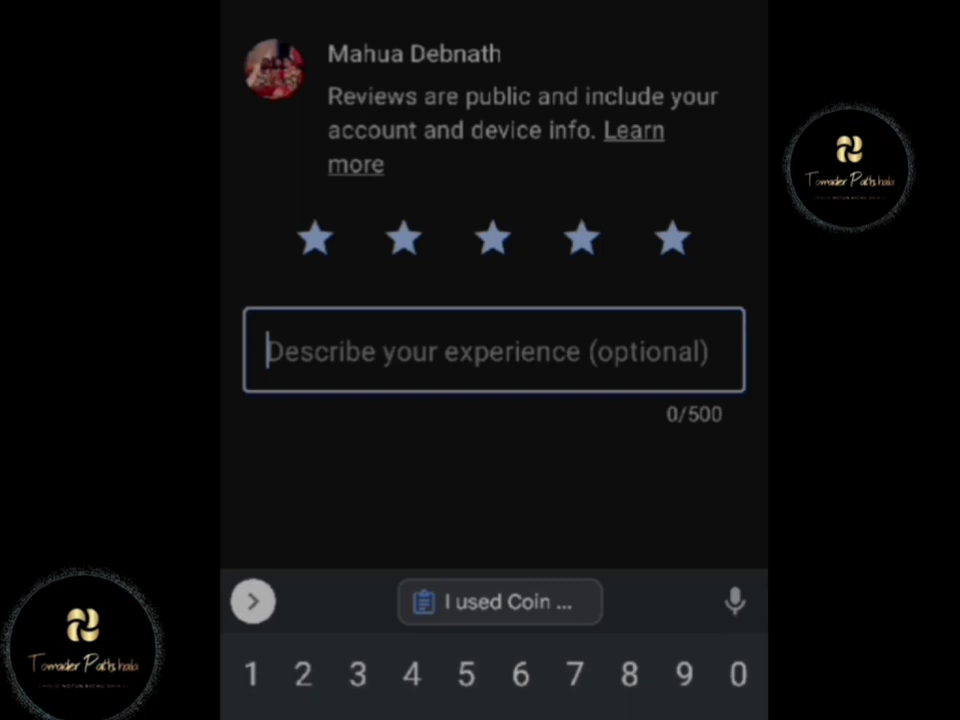 Mahua Debnath
Reviews are public and include your
account and device info. Learn
more
Describe your experience (optional)
0/500
I used Coin ...
1 2 3 4 5 6 7 8 9 0
Tomader Pathshala
Tomader Pathshala